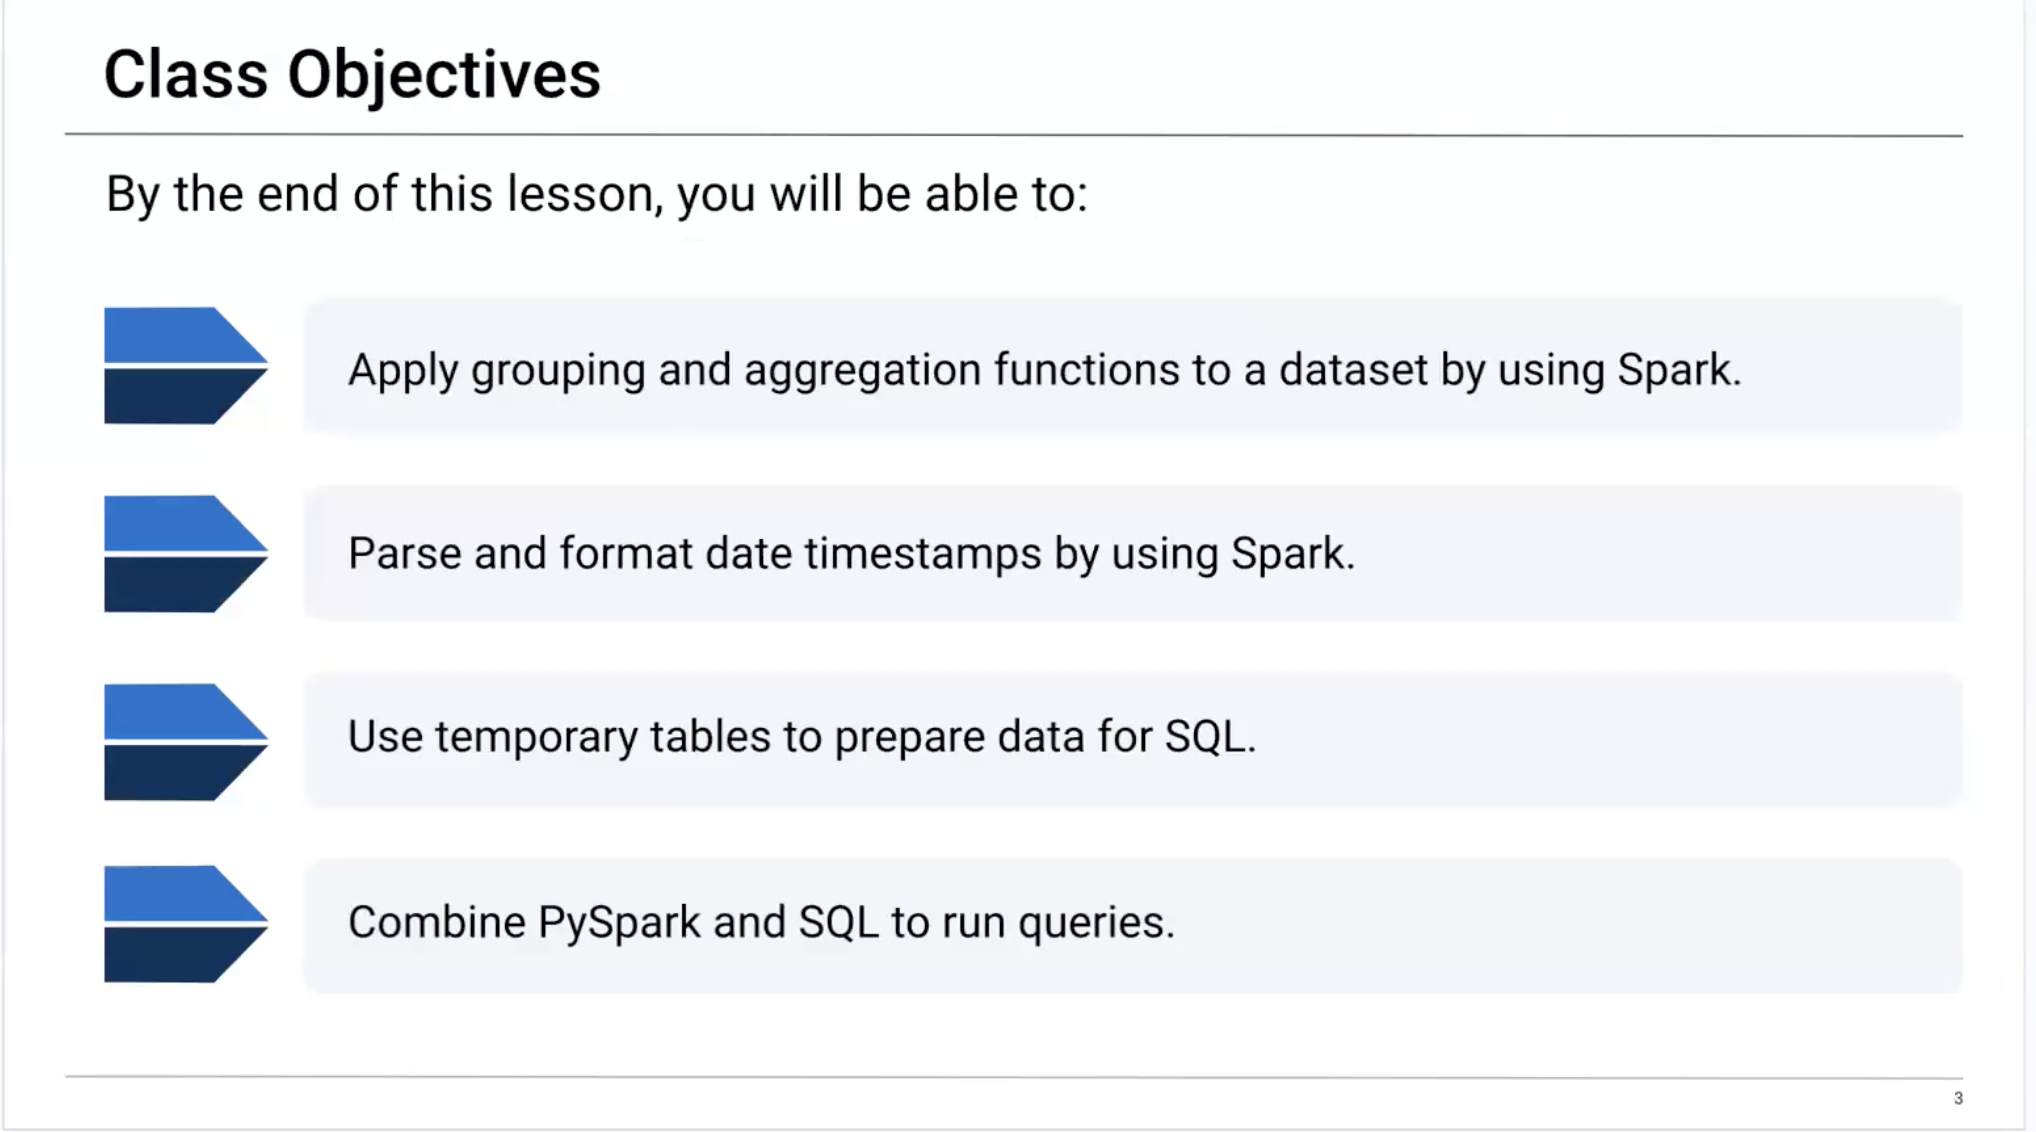 Class Objectives
By the end of this lesson, you will be able to:
Apply grouping and aggregation functions to a dataset by using Spark.
Parse and format date timestamps by using Spark.
Use temporary tables to prepare data for SQL.
Combine PySpark and SQL to run queries.
3